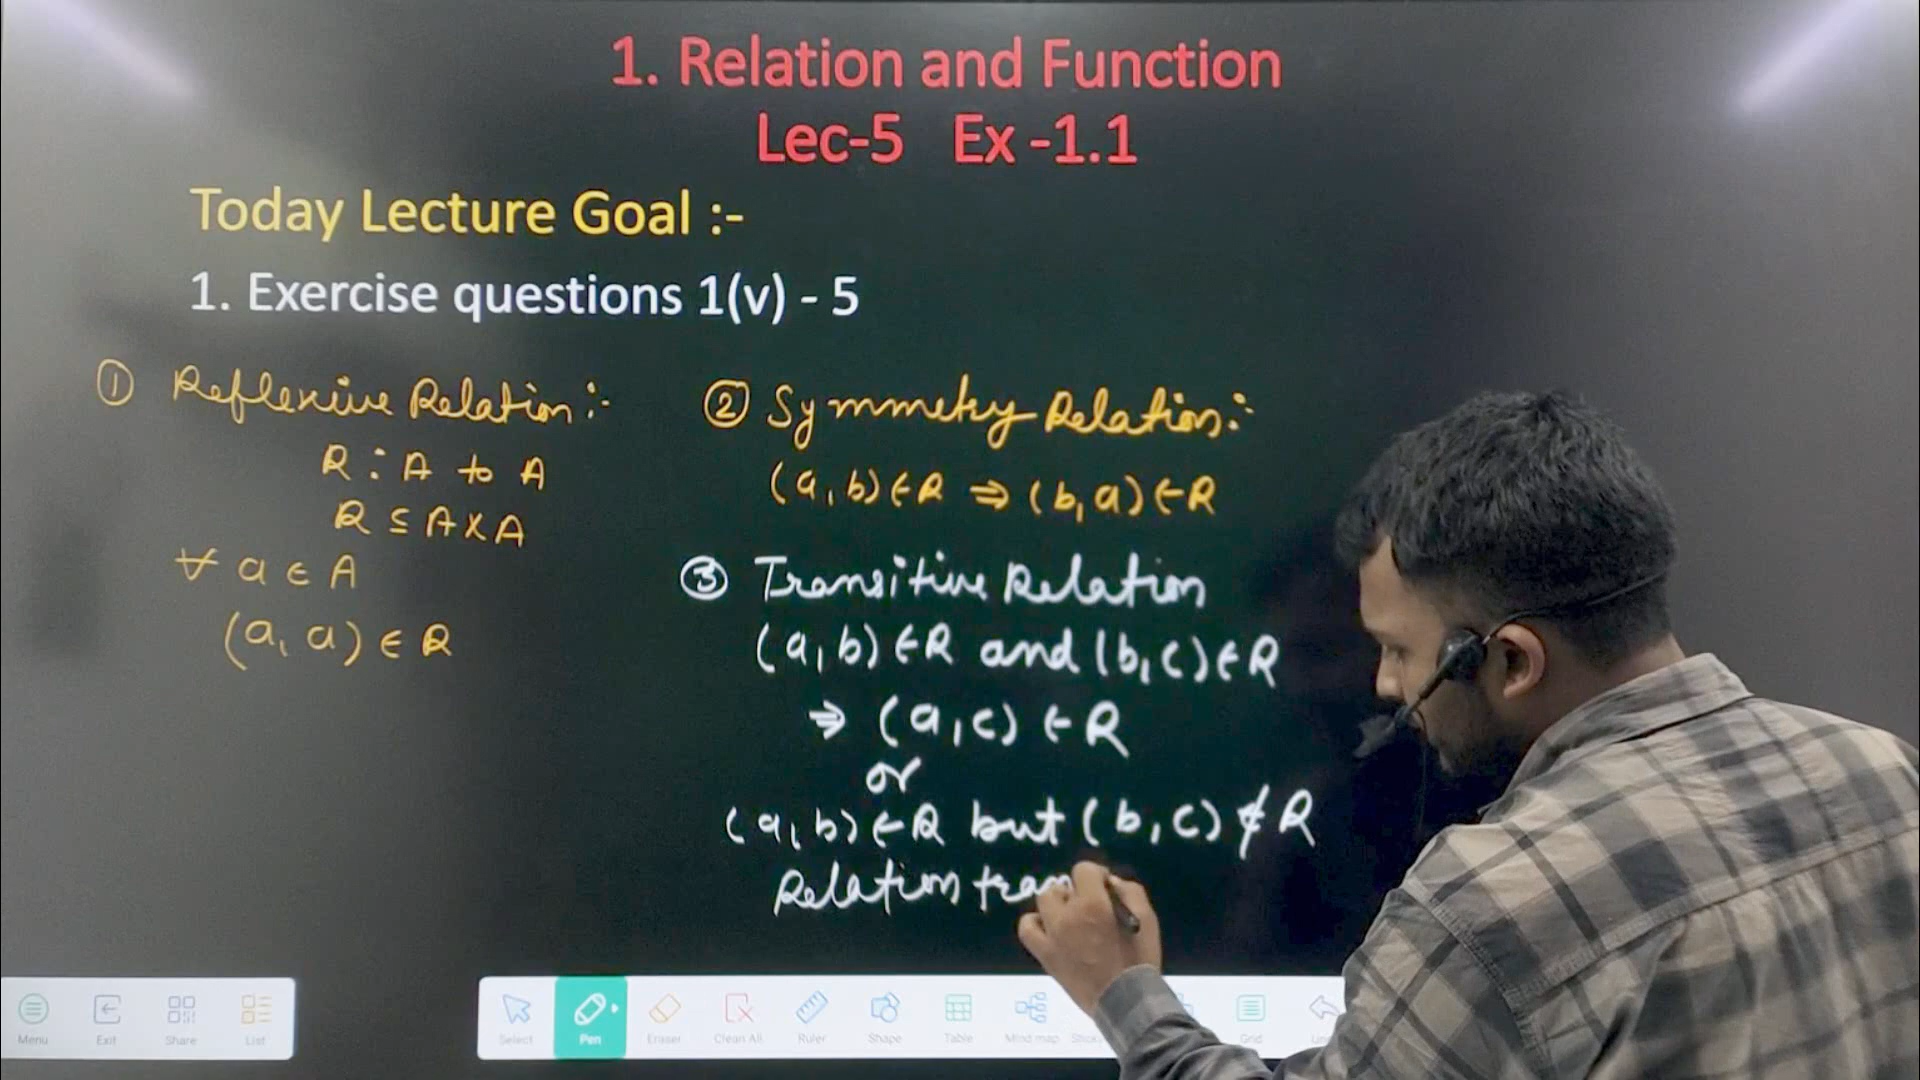 1. Relation and Function
Lec-5 Ex -1.1
Today Lecture Goal :-
1. Exercise questions 1(v) - 5
① Reflexive Relation :-
R : A to A
R ⊆ A X A
∀ a ∈ A
(a, a) ∈ R
② Symmetry Relation :-
(a, b) ∈ R ⇒ (b, a) ∈ R
③ Transitive Relation
(a, b) ∈ R and (b, c) ∈ R
⇒ (a, c) ∈ R
or
(a, b) ∈ R but (b, c) ∉ R
Relation tran
Menu Exit Share List
Select Pen Eraser Clean All Ruler Shape Table Mind map Grid